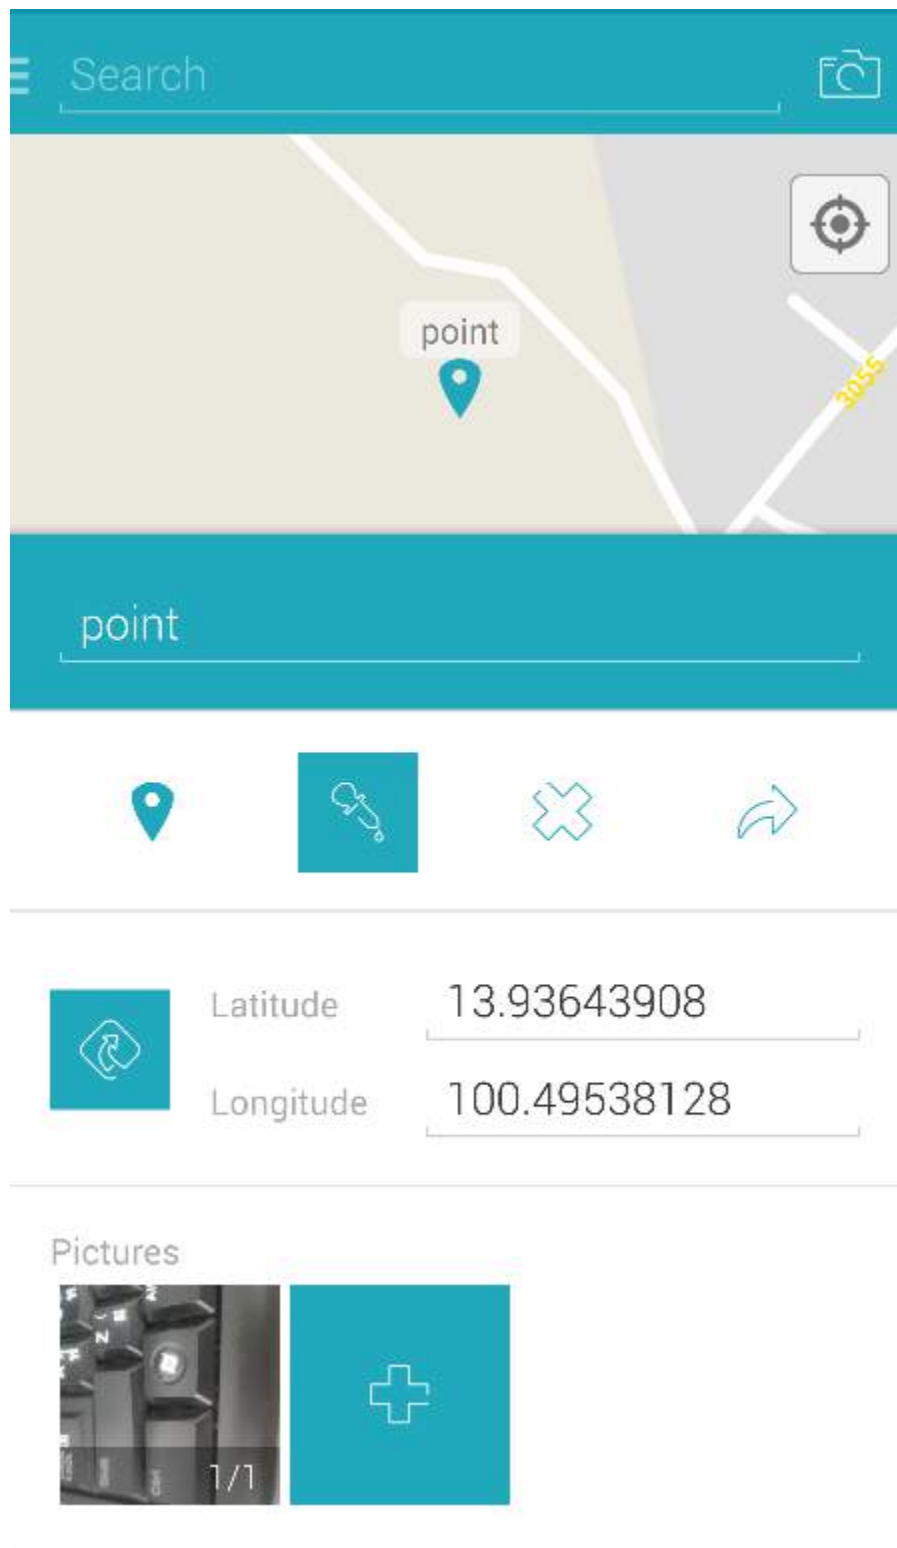 Search
point
3055
point
Latitude 13.93643908
Longitude 100.49538128
Pictures
Z
1/1